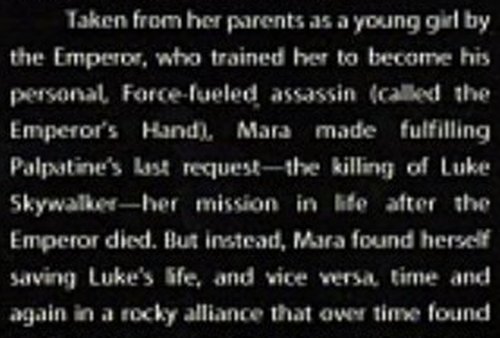 Taken from her parents as a young girl by
the Emperor, who trained her to become his
personal, Force-fueled, assassin (called the
Emperor's Hand), Mara made fulfilling
Palpatine's last request—the killing of Luke
Skywalker—her mission in life after the
Emperor died. But instead, Mara found herself
saving Luke's life, and vice versa, time and
again in a rocky alliance that over time found